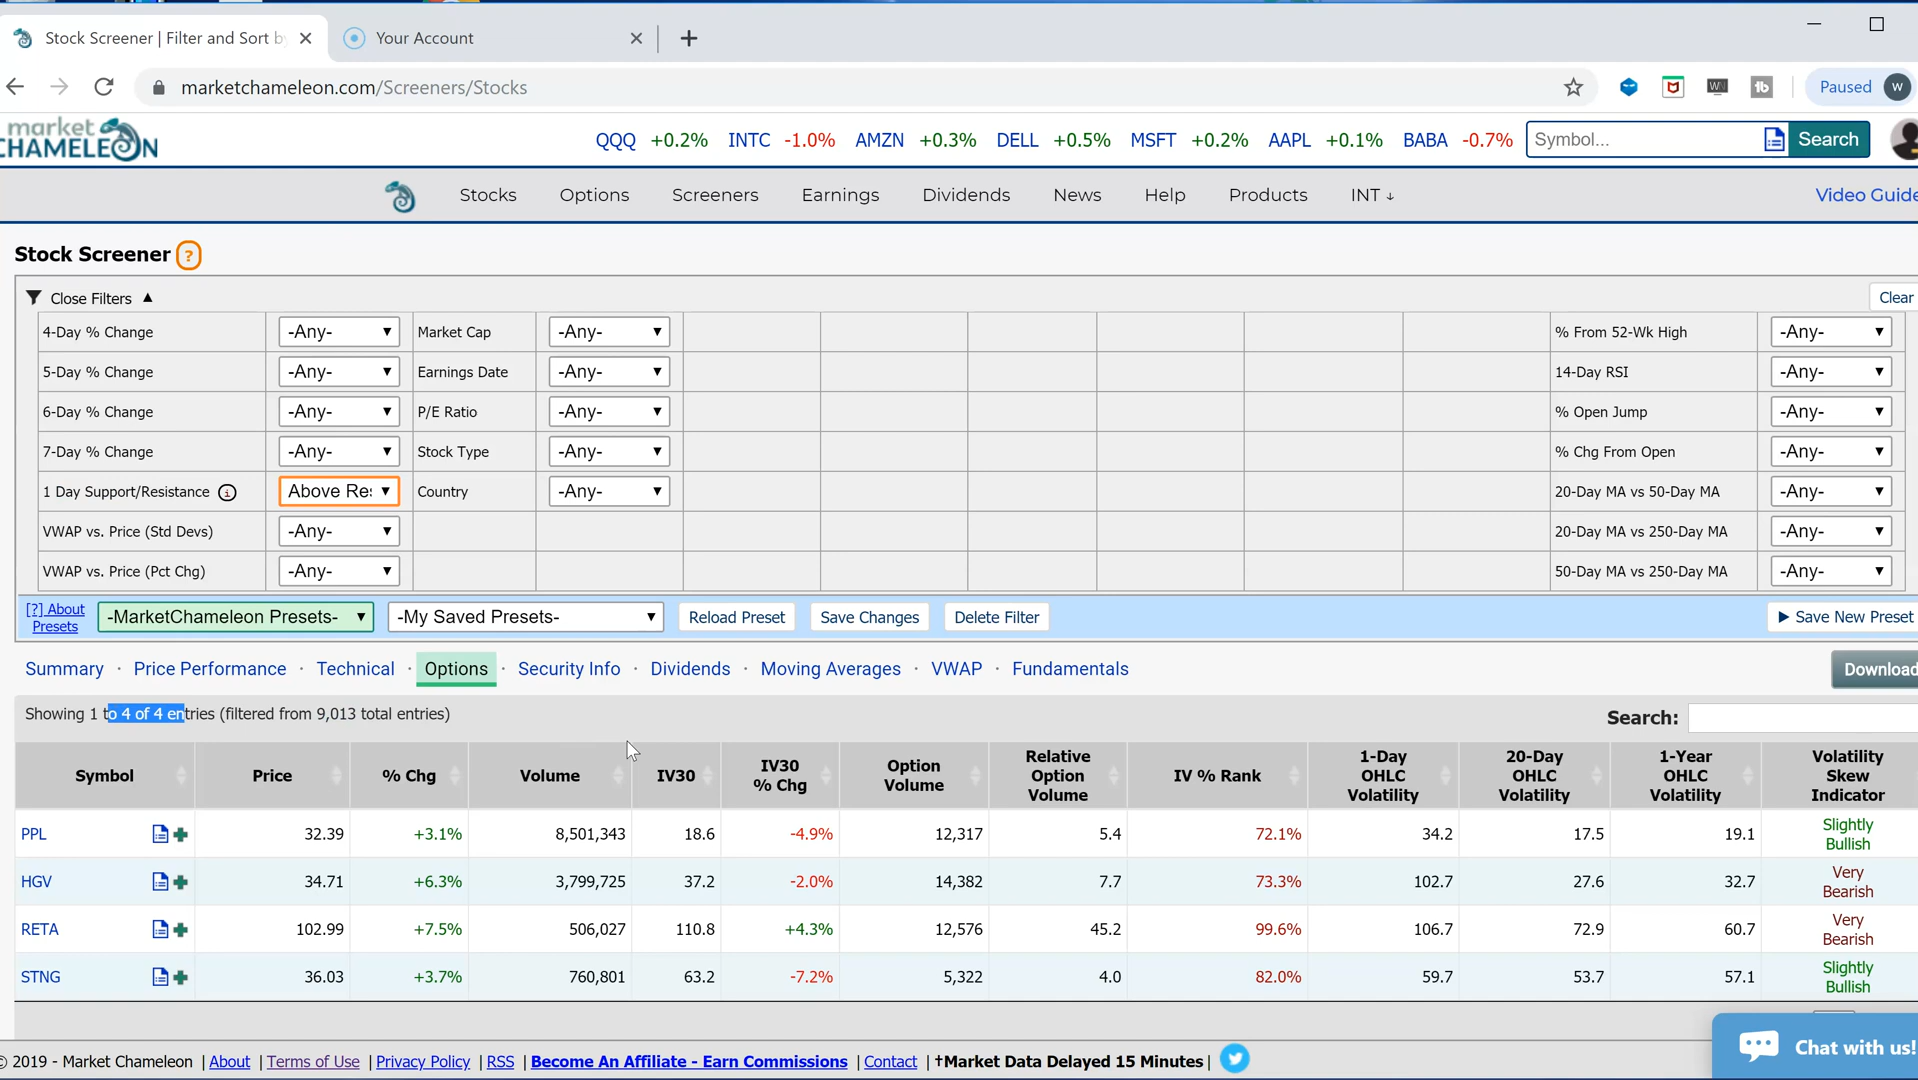 Stock Screener | Filter and Sort by
Your Account
marketchameleon.com/Screeners/Stocks
Paused
W
market
CHAMELEON
QQQ +0.2% INTC -1.0% AMZN +0.3% DELL +0.5% MSFT +0.2% AAPL +0.1% BABA -0.7% Symbol... Search
Stocks Options Screeners Earnings Dividends News Help Products INT ↓ Video Guide
Stock Screener ?
Close Filters ▲ Clear
4-Day % Change -Any- Market Cap -Any- % From 52-Wk High -Any-
5-Day % Change -Any- Earnings Date -Any- 14-Day RSI -Any-
6-Day % Change -Any- P/E Ratio -Any- % Open Jump -Any-
7-Day % Change -Any- Stock Type -Any- % Chg From Open -Any-
1 Day Support/Resistance i Above Res Country -Any- 20-Day MA vs 50-Day MA -Any-
VWAP vs. Price (Std Devs) -Any- 20-Day MA vs 250-Day MA -Any-
VWAP vs. Price (Pct Chg) -Any- 50-Day MA vs 250-Day MA -Any-
[?] About Presets -MarketChameleon Presets- -My Saved Presets- Reload Preset Save Changes Delete Filter ▶ Save New Preset
Summary · Price Performance · Technical · Options · Security Info · Dividends · Moving Averages · VWAP · Fundamentals Download
Showing 1 to 4 of 4 entries (filtered from 9,013 total entries) Search:
Symbol Price % Chg Volume IV30 IV30 % Chg Option Volume Relative Option Volume IV % Rank 1-Day OHLC Volatility 20-Day OHLC Volatility 1-Year OHLC Volatility Volatility Skew Indicator
PPL 32.39 +3.1% 8,501,343 18.6 -4.9% 12,317 5.4 72.1% 34.2 17.5 19.1 Slightly Bullish
HGV 34.71 +6.3% 3,799,725 37.2 -2.0% 14,382 7.7 73.3% 102.7 27.6 32.7 Very Bearish
RETA 102.99 +7.5% 506,027 110.8 +4.3% 12,576 45.2 99.6% 106.7 72.9 60.7 Very Bearish
STNG 36.03 +3.7% 760,801 63.2 -7.2% 5,322 4.0 82.0% 59.7 53.7 57.1 Slightly Bullish
© 2019 - Market Chameleon | About | Terms of Use | Privacy Policy | RSS | Become An Affiliate - Earn Commissions | Contact | †Market Data Delayed 15 Minutes |
Chat with us!